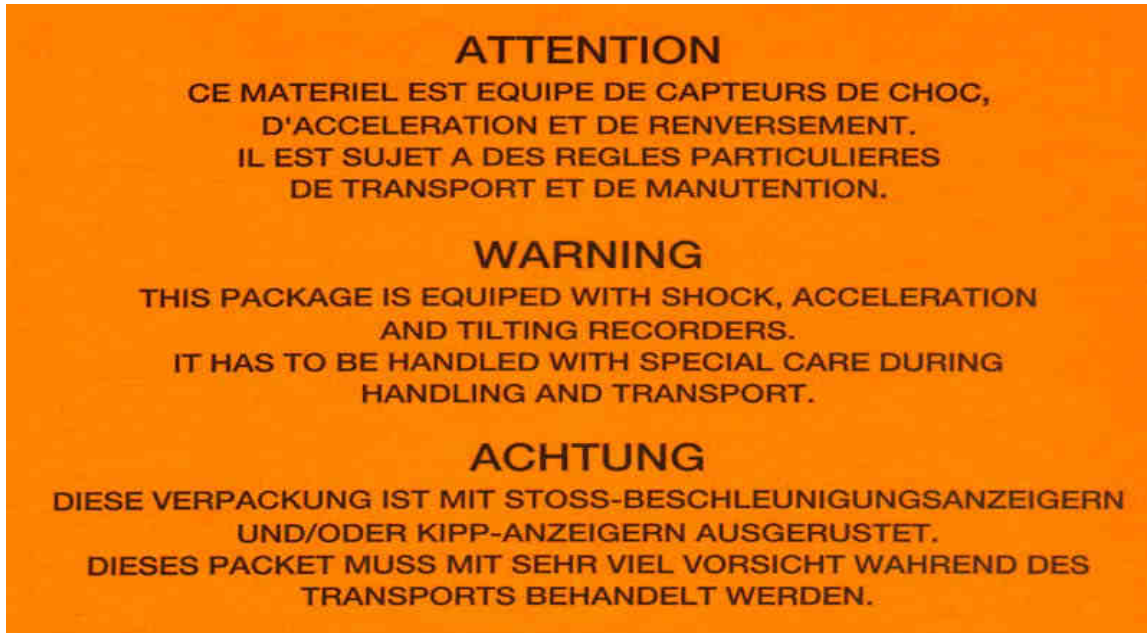 ATTENTION
CE MATERIEL EST EQUIPE DE CAPTEURS DE CHOC,
D'ACCELERATION ET DE RENVERSEMENT.
IL EST SUJET A DES REGLES PARTICULIERES
DE TRANSPORT ET DE MANUTENTION.
WARNING
THIS PACKAGE IS EQUIPED WITH SHOCK, ACCELERATION
AND TILTING RECORDERS.
IT HAS TO BE HANDLED WITH SPECIAL CARE DURING
HANDLING AND TRANSPORT.
ACHTUNG
DIESE VERPACKUNG IST MIT STOSS-BESCHLEUNIGUNGSANZEIGERN
UND/ODER KIPP-ANZEIGERN AUSGERUSTET.
DIESES PACKET MUSS MIT SEHR VIEL VORSICHT WAHREND DES
TRANSPORTS BEHANDELT WERDEN.